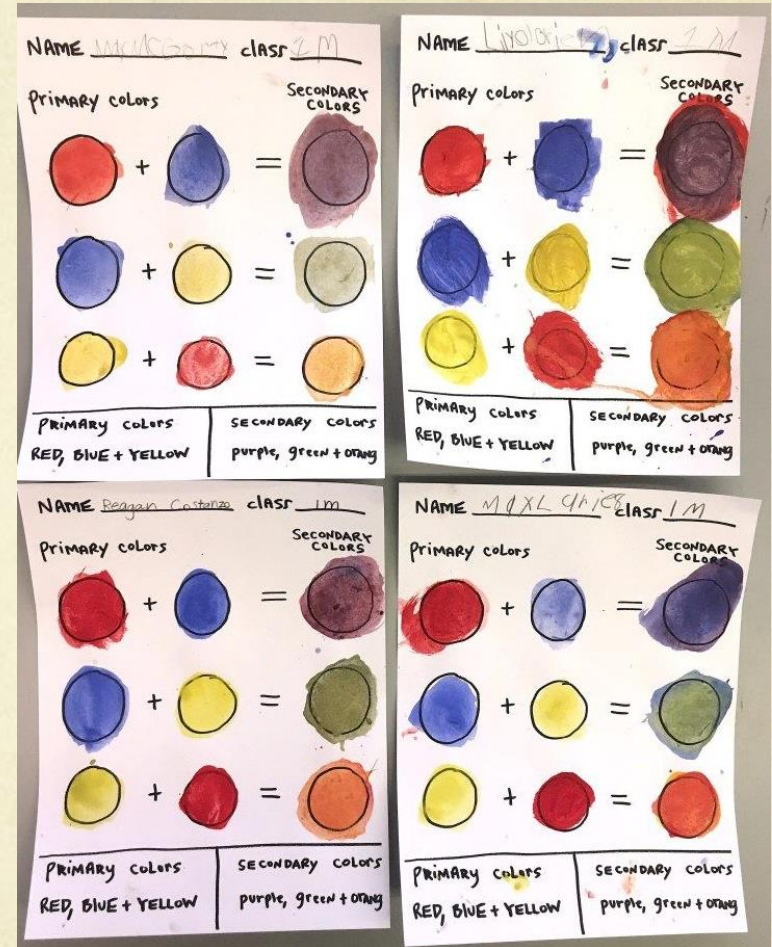 NAME class 1 M
PRIMARY COLORS
SECONDARY
COLORS
+ =
+ =
+ =
PRIMARY COLORS
RED, BLUE + YELLOW
SECONDARY COLORS
purple, green + orang
NAME class 1 M
PRIMARY COLORS
SECONDARY
COLORS
+ =
+ =
+ =
PRIMARY COLORS
RED, BLUE + YELLOW
SECONDARY COLORS
purple, green + orang
NAME Reagan Costanzo class 1m
PRIMARY COLORS
SECONDARY
COLORS
+ =
+ =
+ =
PRIMARY COLORS
RED, BLUE + YELLOW
SECONDARY COLORS
purple, green + orang
NAME class 1 M
PRIMARY COLORS
SECONDARY
COLORS
+ =
+ =
+ =
PRIMARY COLORS
RED, BLUE + YELLOW
SECONDARY COLORS
purple, green + orang